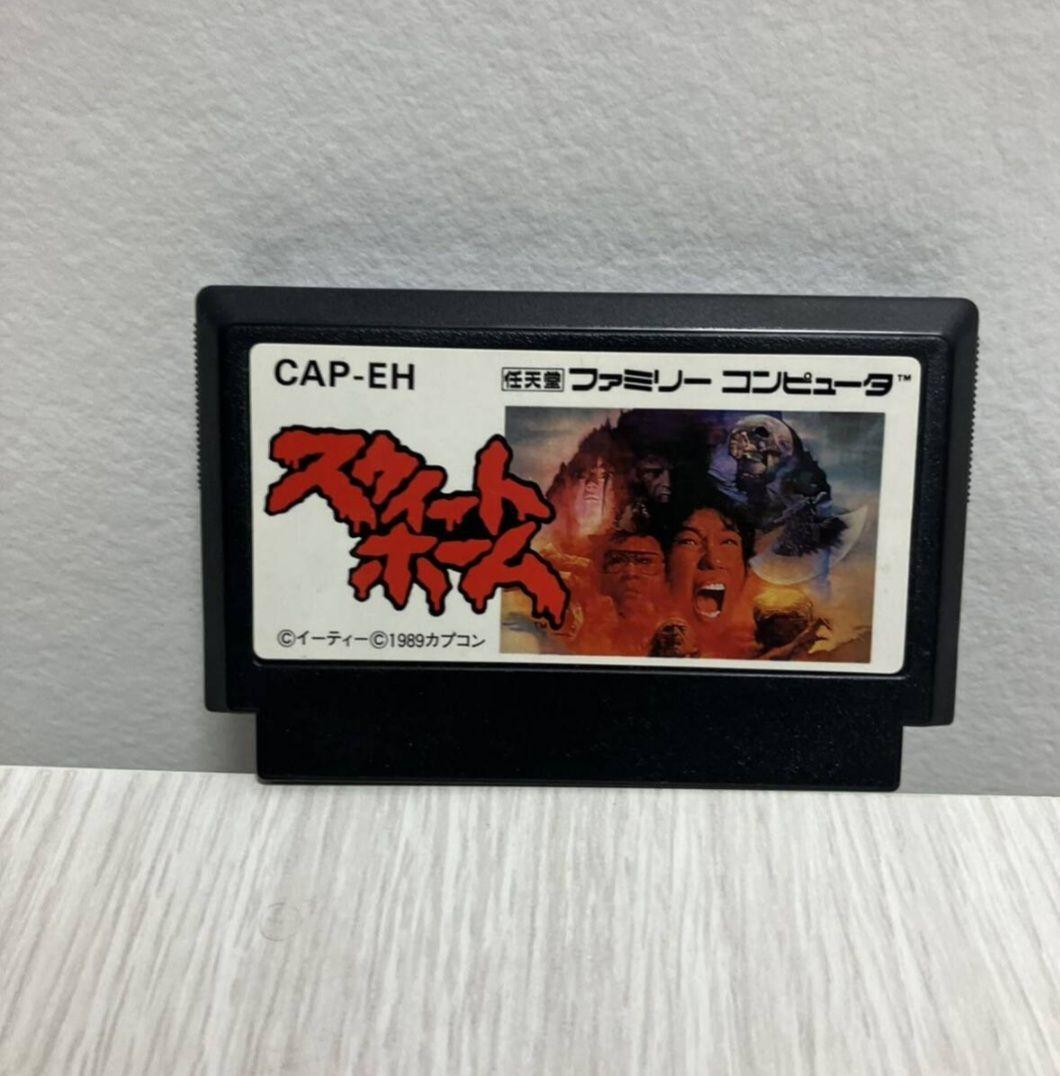 CAP-EH
任天堂 ファミリー コンピュータ™
スウィート
ホーム
©イーティー©1989カプコン